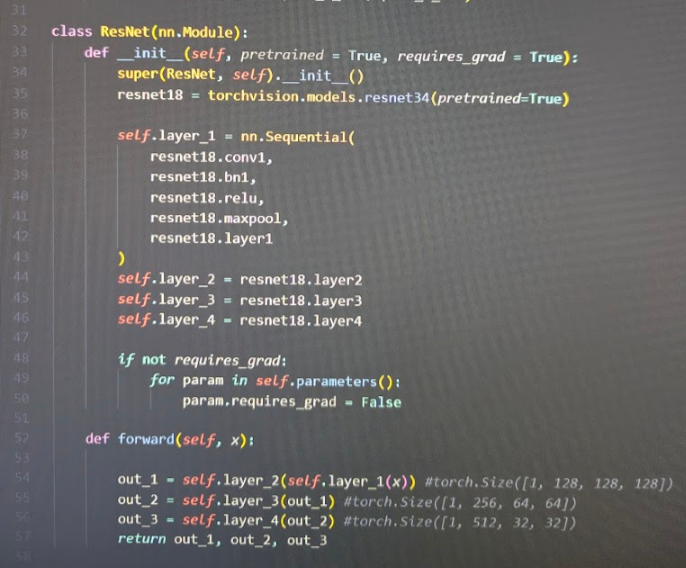 31
32 class ResNet(nn.Module):
33 def __init__(self, pretrained = True, requires_grad = True):
34 super(ResNet, self).__init__()
35 resnet18 = torchvision.models.resnet34(pretrained=True)
36
37 self.layer_1 = nn.Sequential(
38 resnet18.conv1,
39 resnet18.bn1,
40 resnet18.relu,
41 resnet18.maxpool,
42 resnet18.layer1
43 )
44 self.layer_2 = resnet18.layer2
45 self.layer_3 = resnet18.layer3
46 self.layer_4 = resnet18.layer4
47
48 if not requires_grad:
49 for param in self.parameters():
50 param.requires_grad = False
51
52 def forward(self, x):
53
54 out_1 = self.layer_2(self.layer_1(x)) #torch.Size([1, 128, 128, 128])
55 out_2 = self.layer_3(out_1) #torch.Size([1, 256, 64, 64])
56 out_3 = self.layer_4(out_2) #torch.Size([1, 512, 32, 32])
57 return out_1, out_2, out_3
58